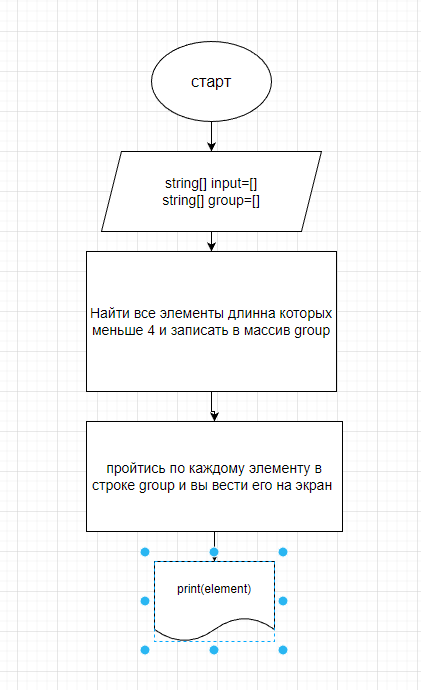 старт
string[] input=[]
string[] group=[]
Найти все элементы длинна которых
меньше 4 и записать в массив group
пройтись по каждому элементу в
строке group и вы вести его на экран
print(element)